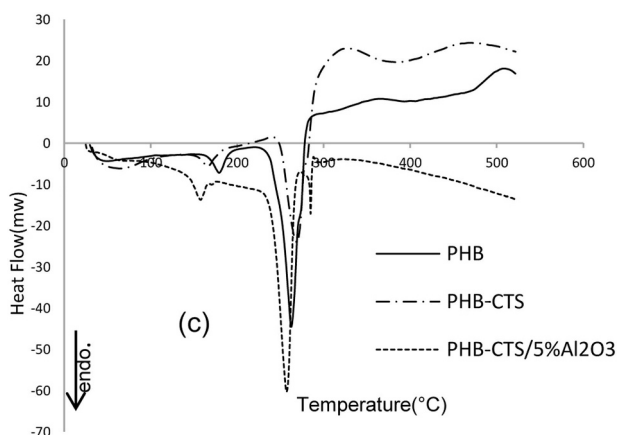 30
20
10
0
0 100 200 300 400 500 600
-10
-20
-30
-40
-50
-60
-70
Heat Flow(mw)
endo.
(c)
PHB
PHB-CTS
PHB-CTS/5%Al2O3
Temperature(°C)